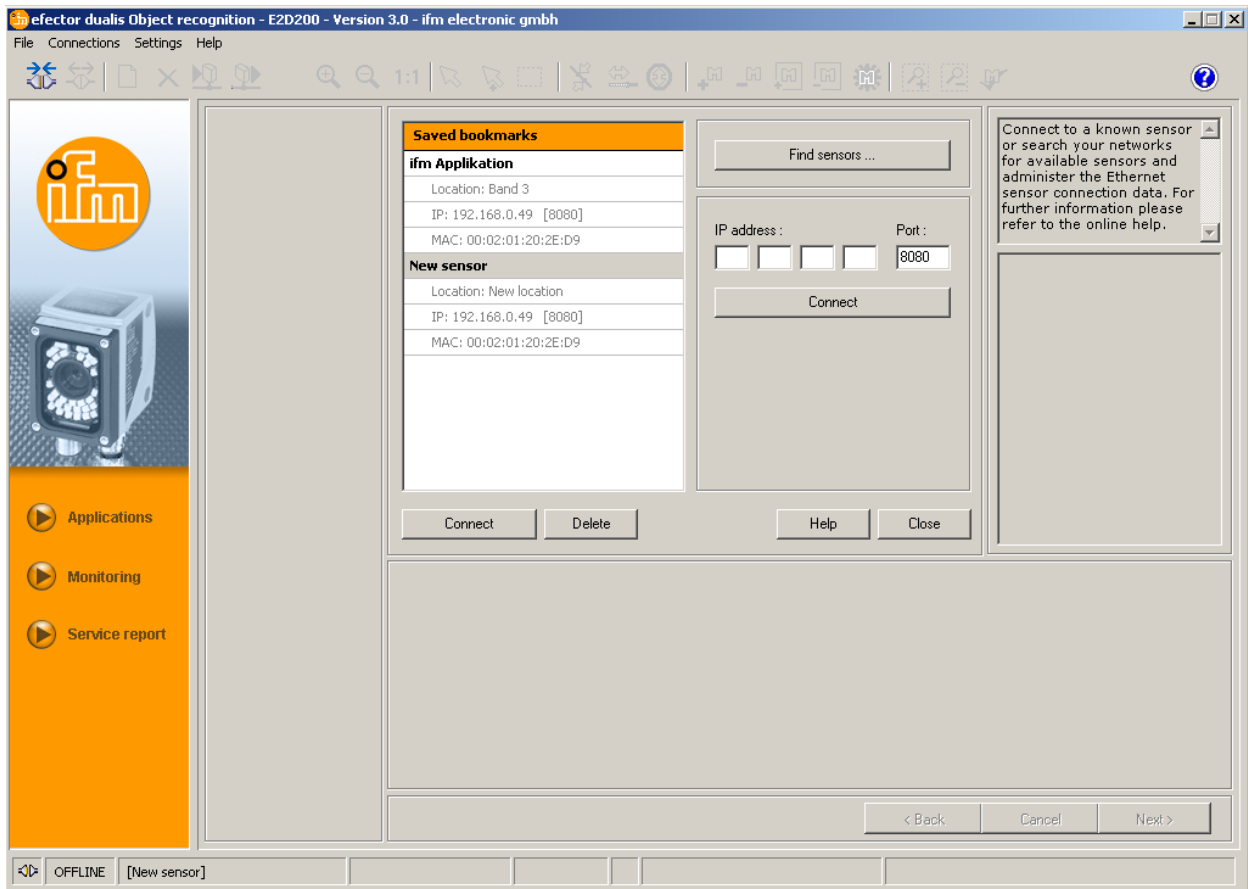 efector dualis Object recognition - E2D200 - Version 3.0 - ifm electronic gmbh
File Connections Settings Help
1:1
ifm
Applications
Monitoring
Service report
Saved bookmarks
ifm Applikation
Location: Band 3
IP: 192.168.0.49 [8080]
MAC: 00:02:01:20:2E:D9
New sensor
Location: New location
IP: 192.168.0.49 [8080]
MAC: 00:02:01:20:2E:D9
Connect Delete
Find sensors ...
IP address : Port :
8080
Connect
Help Close
Connect to a known sensor
or search your networks
for available sensors and
administer the Ethernet
sensor connection data. For
further information please
refer to the online help.
< Back Cancel Next >
OFFLINE [New sensor]